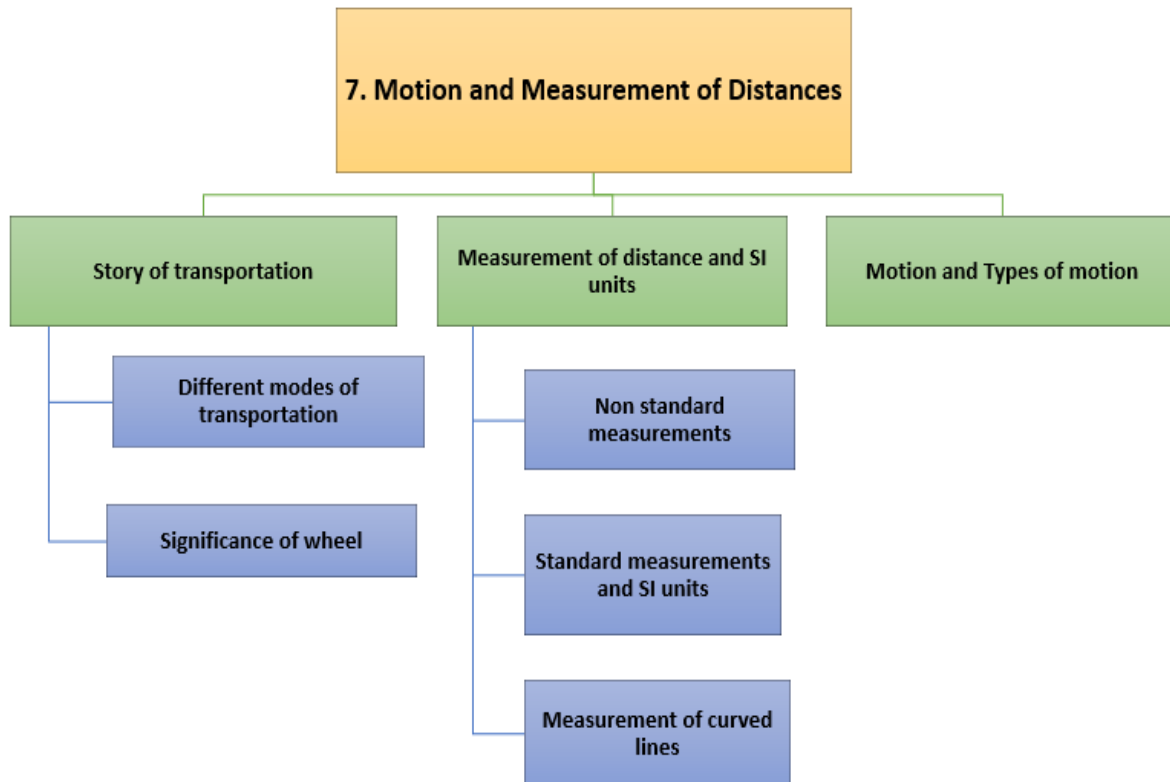 7. Motion and Measurement of Distances
Story of transportation
Measurement of distance and SI
units
Motion and Types of motion
Different modes of
transportation
Significance of wheel
Non standard
measurements
Standard measurements
and SI units
Measurement of curved
lines